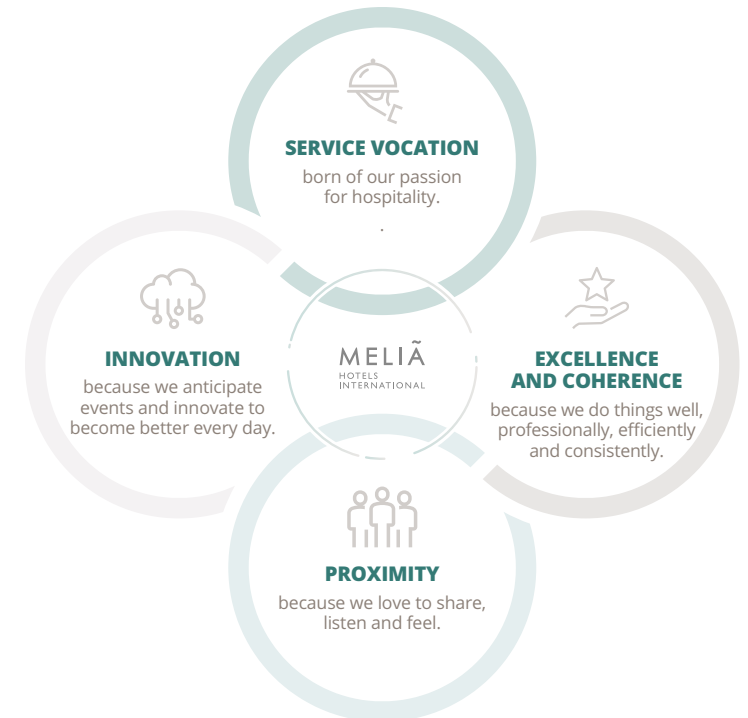 SERVICE VOCATION
born of our passion
for hospitality.
.
INNOVATION
because we anticipate
events and innovate to
become better every day.
MELIÃ
HOTELS
INTERNATIONAL
EXCELLENCE
AND COHERENCE
because we do things well,
professionally, efficiently
and consistently.
PROXIMITY
because we love to share,
listen and feel.